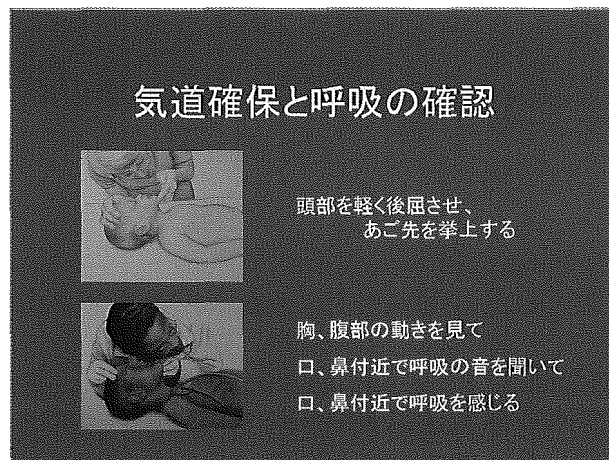 気道確保と呼吸の確認
頭部を軽く後屈させ、
あご先を挙上する
胸、腹部の動きを見て
口、鼻付近で呼吸の音を聞いて
口、鼻付近で呼吸を感じる